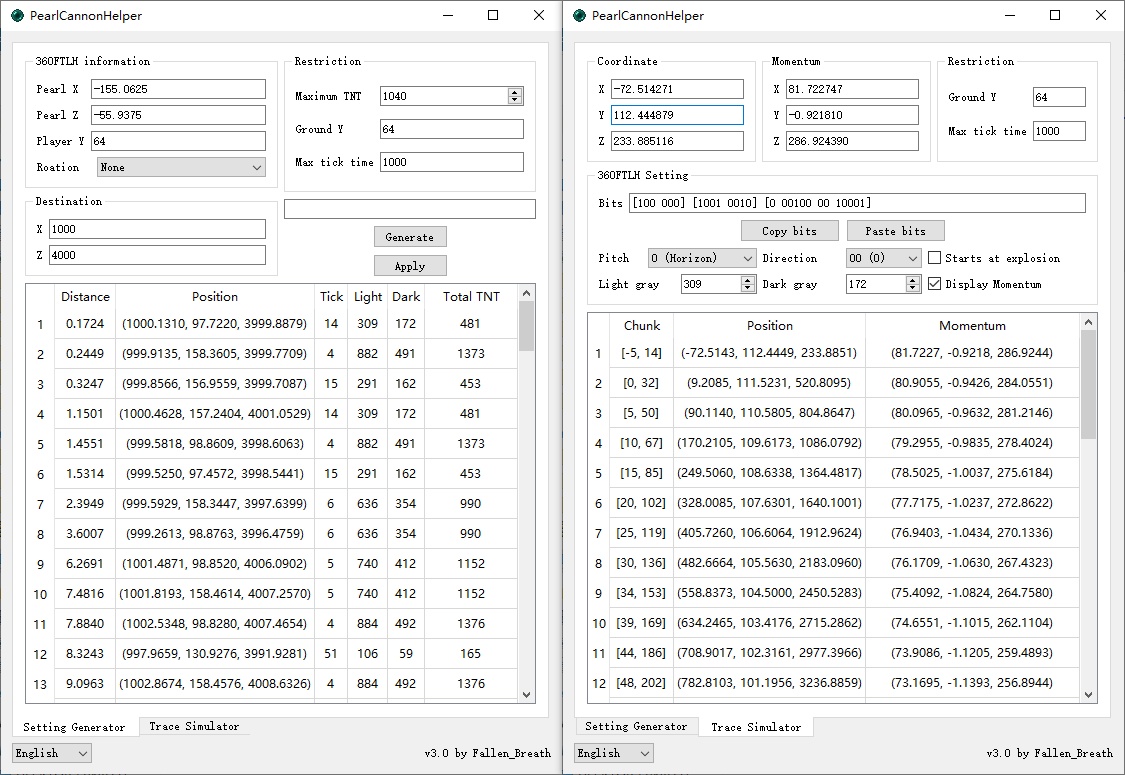 PearlCannonHelper
360FTLH information
Pearl X -155.0625
Pearl Z -55.9375
Player Y 64
Roation None
Restriction
Maximum TNT 1040
Ground Y 64
Max tick time 1000
Destination
X 1000
Z 4000
Generate
Apply
Distance Position Tick Light Dark Total TNT
1 0.1724 (1000.1310, 97.7220, 3999.8879) 14 309 172 481
2 0.2449 (999.9135, 158.3605, 3999.7709) 4 882 491 1373
3 0.3247 (999.8566, 156.9559, 3999.7087) 15 291 162 453
4 1.1501 (1000.4628, 157.2404, 4001.0529) 14 309 172 481
5 1.4551 (999.5818, 98.8609, 3998.6063) 4 882 491 1373
6 1.5314 (999.5250, 97.4572, 3998.5441) 15 291 162 453
7 2.3949 (999.5929, 158.3447, 3997.6399) 6 636 354 990
8 3.6007 (999.2613, 98.8763, 3996.4759) 6 636 354 990
9 6.2691 (1001.4871, 98.8520, 4006.0902) 5 740 412 1152
10 7.4816 (1001.8193, 158.4614, 4007.2570) 5 740 412 1152
11 7.8840 (1002.5348, 98.8280, 4007.4654) 4 884 492 1376
12 8.3243 (997.9659, 130.9276, 3991.9281) 51 106 59 165
13 9.0963 (1002.8674, 158.4576, 4008.6326) 4 884 492 1376
Setting Generator Trace Simulator
English v3.0 by Fallen_Breath
PearlCannonHelper
Coordinate
X -72.514271
Y 112.444879
Z 233.885116
Momentum
X 81.722747
Y -0.921810
Z 286.924390
Restriction
Ground Y 64
Max tick time 1000
360FTLH Setting
Bits [100 000] [1001 0010] [0 00100 00 10001]
Copy bits Paste bits
Pitch 0 (Horizon) Direction 00 (0) Starts at explosion
Light gray 309 Dark gray 172 Display Momentum
Chunk Position Momentum
1 [-5, 14] (-72.5143, 112.4449, 233.8851) (81.7227, -0.9218, 286.9244)
2 [0, 32] (9.2085, 111.5231, 520.8095) (80.9055, -0.9426, 284.0551)
3 [5, 50] (90.1140, 110.5805, 804.8647) (80.0965, -0.9632, 281.2146)
4 [10, 67] (170.2105, 109.6173, 1086.0792) (79.2955, -0.9835, 278.4024)
5 [15, 85] (249.5060, 108.6338, 1364.4817) (78.5025, -1.0037, 275.6184)
6 [20, 102] (328.0085, 107.6301, 1640.1001) (77.7175, -1.0237, 272.8622)
7 [25, 119] (405.7260, 106.6064, 1912.9624) (76.9403, -1.0434, 270.1336)
8 [30, 136] (482.6664, 105.5630, 2183.0960) (76.1709, -1.0630, 267.4323)
9 [34, 153] (558.8373, 104.5000, 2450.5283) (75.4092, -1.0824, 264.7580)
10 [39, 169] (634.2465, 103.4176, 2715.2862) (74.6551, -1.1015, 262.1104)
11 [44, 186] (708.9017, 102.3161, 2977.3966) (73.9086, -1.1205, 259.4893)
12 [48, 202] (782.8103, 101.1956, 3236.8859) (73.1695, -1.1393, 256.8944)
Setting Generator Trace Simulator
English v3.0 by Fallen_Breath